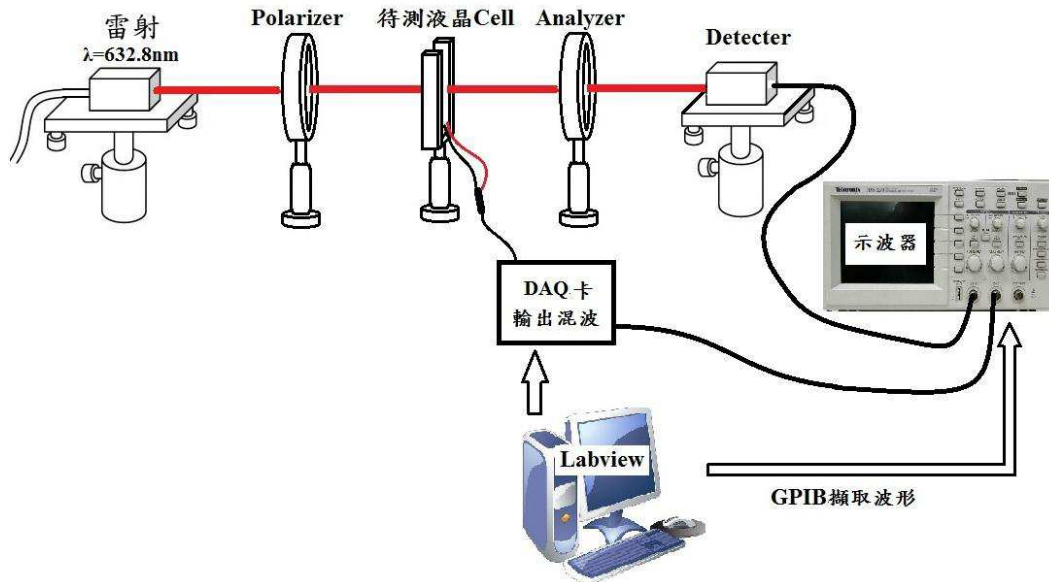 雷射
λ=632.8nm
Polarizer
待測液晶Cell
Analyzer
Detecter
Tektronix
示波器
DAQ卡
輸出混波
Labview
GPIB擷取波形